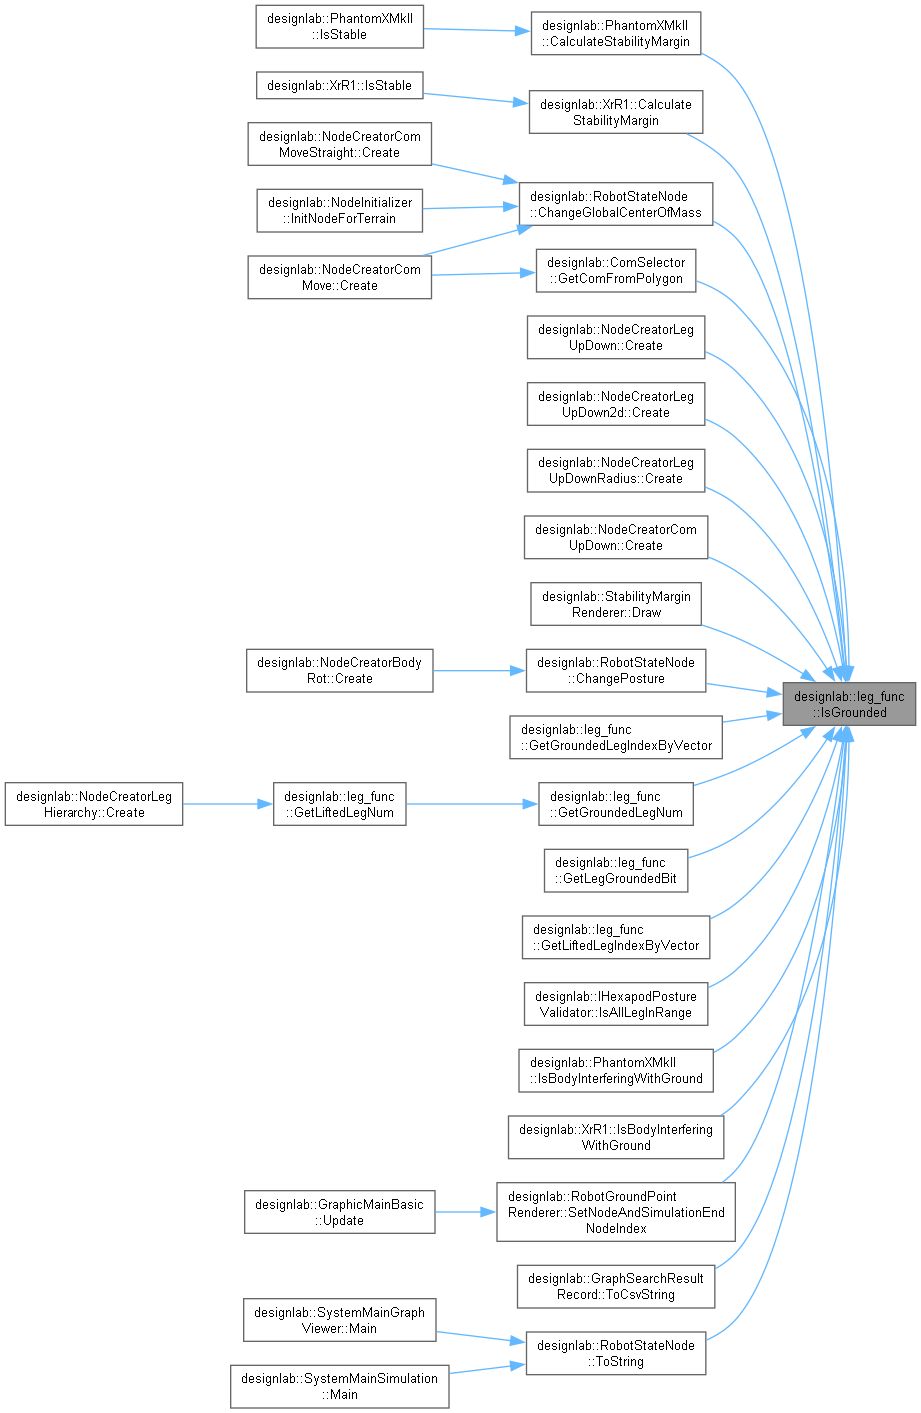 designlab::PhantomXMkII
::IsStable
designlab::PhantomXMkII
::CalculateStabilityMargin
designlab::XrR1::IsStable
designlab::XrR1::Calculate
StabilityMargin
designlab::NodeCreatorCom
MoveStraight::Create
designlab::NodeInitializer
::InitNodeForTerrain
designlab::RobotStateNode
::ChangeGlobalCenterOfMass
designlab::NodeCreatorCom
Move::Create
designlab::ComSelector
::GetComFromPolygon
designlab::NodeCreatorLeg
UpDown::Create
designlab::NodeCreatorLeg
UpDown2d::Create
designlab::NodeCreatorLeg
UpDownRadius::Create
designlab::NodeCreatorCom
UpDown::Create
designlab::StabilityMargin
Renderer::Draw
designlab::NodeCreatorBody
Rot::Create
designlab::RobotStateNode
::ChangePosture
designlab::leg_func
::IsGrounded
designlab::leg_func
::GetGroundedLegIndexByVector
designlab::NodeCreatorLeg
Hierarchy::Create
designlab::leg_func
::GetLiftedLegNum
designlab::leg_func
::GetGroundedLegNum
designlab::leg_func
::GetLegGroundedBit
designlab::leg_func
::GetLiftedLegIndexByVector
designlab::IHexapodPosture
Validator::IsAllLegInRange
designlab::PhantomXMkII
::IsBodyInterferingWithGround
designlab::XrR1::IsBodyInterfering
WithGround
designlab::GraphicMainBasic
::Update
designlab::RobotGroundPoint
Renderer::SetNodeAndSimulationEnd
NodeIndex
designlab::GraphSearchResult
Record::ToCsvString
designlab::SystemMainGraph
Viewer::Main
designlab::SystemMainSimulation
::Main
designlab::RobotStateNode
::ToString